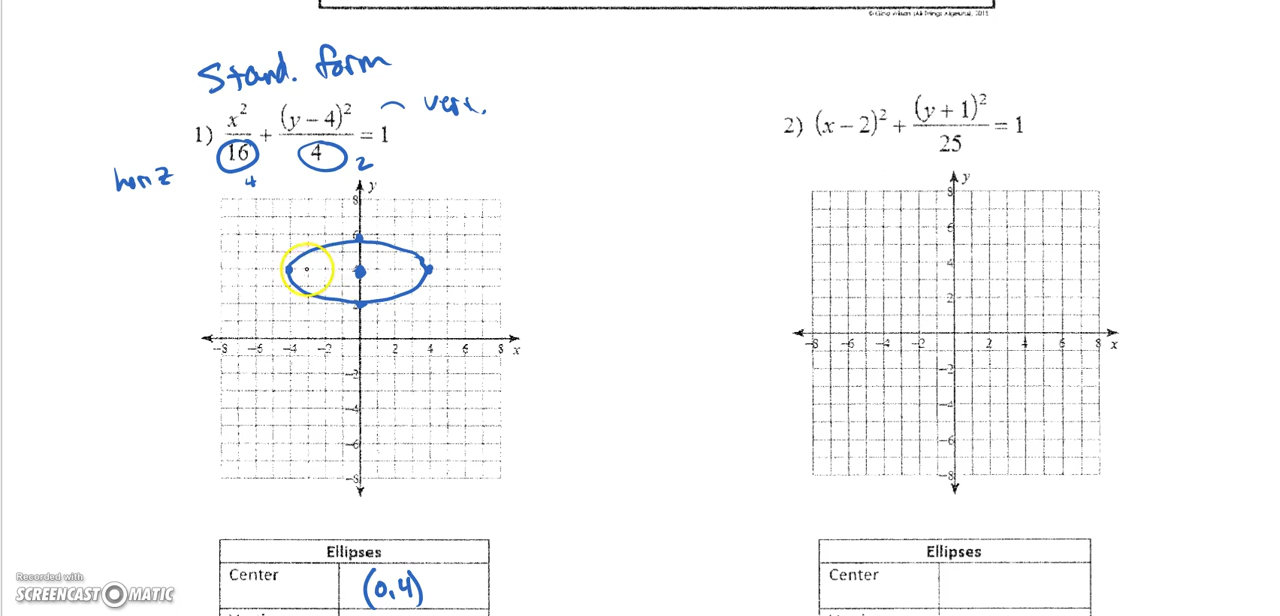 Stand. form
1) x²/16 + (y − 4)²/4 = 1
vert.
horiz
4
2
y
8
6
−8 −6 −4 −2 2 4 6 8 x
−2
−4
−6
−8
Ellipses
Center (0,4)
2) (x − 2)² + (y + 1)²/25 = 1
y
8
6
4
2
−8 −6 −4 −2 2 4 6 8 x
−2
−4
−6
−8
Ellipses
Center
Recorded with
SCREENCAST-O-MATIC